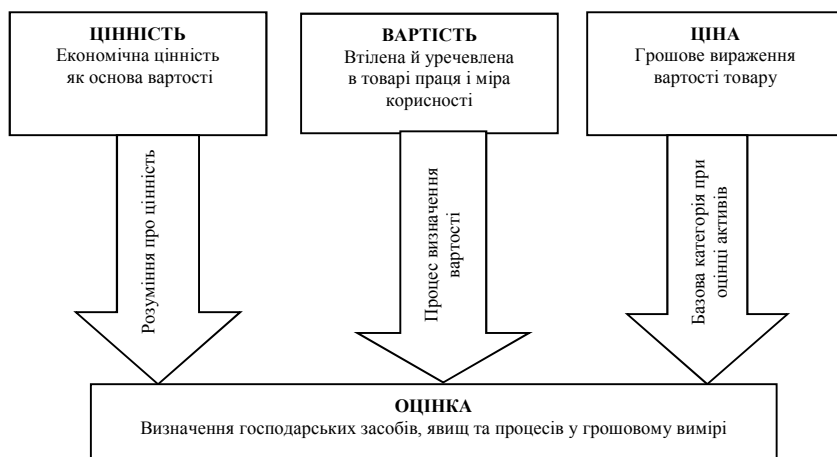 ЦІННІСТЬ
Економічна цінність
як основа вартості
ВАРТІСТЬ
Втілена й уречевлена
в товарі праця і міра
корисності
ЦІНА
Грошове вираження
вартості товару
Розуміння про цінність
Процес визначення
вартості
Базова категорія при
оцінці активів
ОЦІНКА
Визначення господарських засобів, явищ та процесів у грошовому вимірі